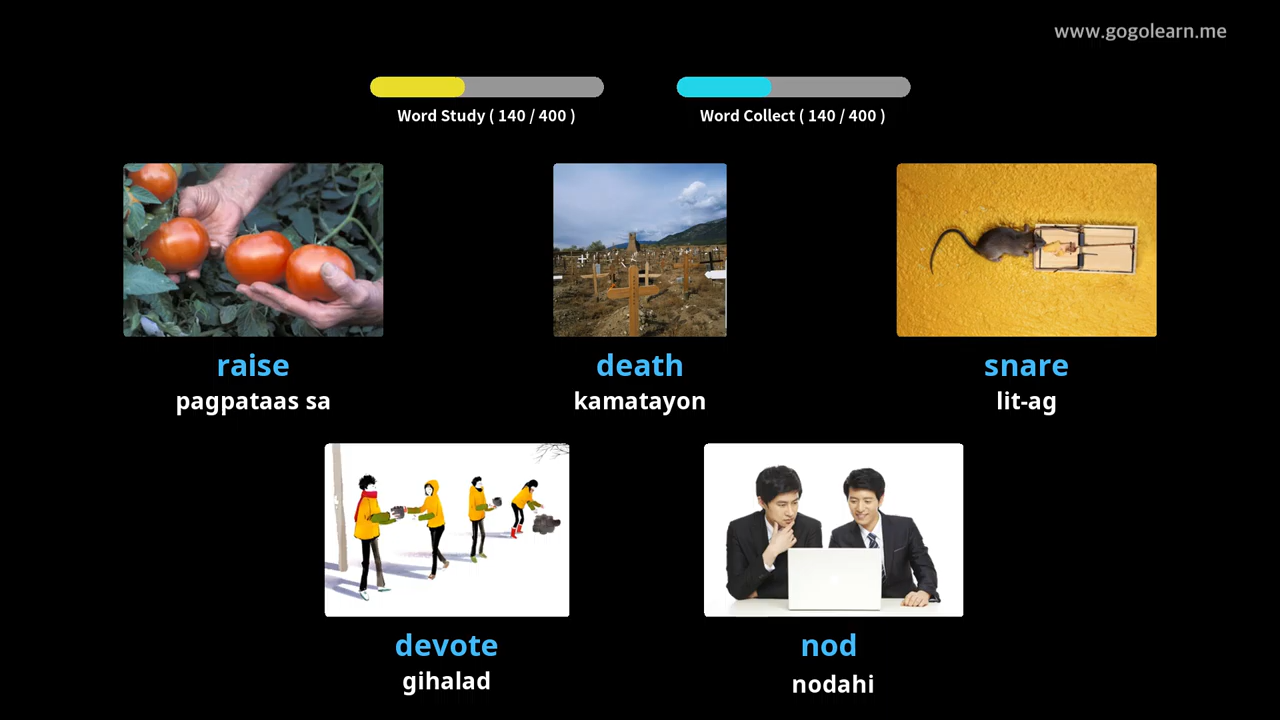 www.gogolearn.me
Word Study ( 140 / 400 )
Word Collect ( 140 / 400 )
raise
pagpataas sa
death
kamatayon
snare
lit-ag
devote
gihalad
nod
nodahi